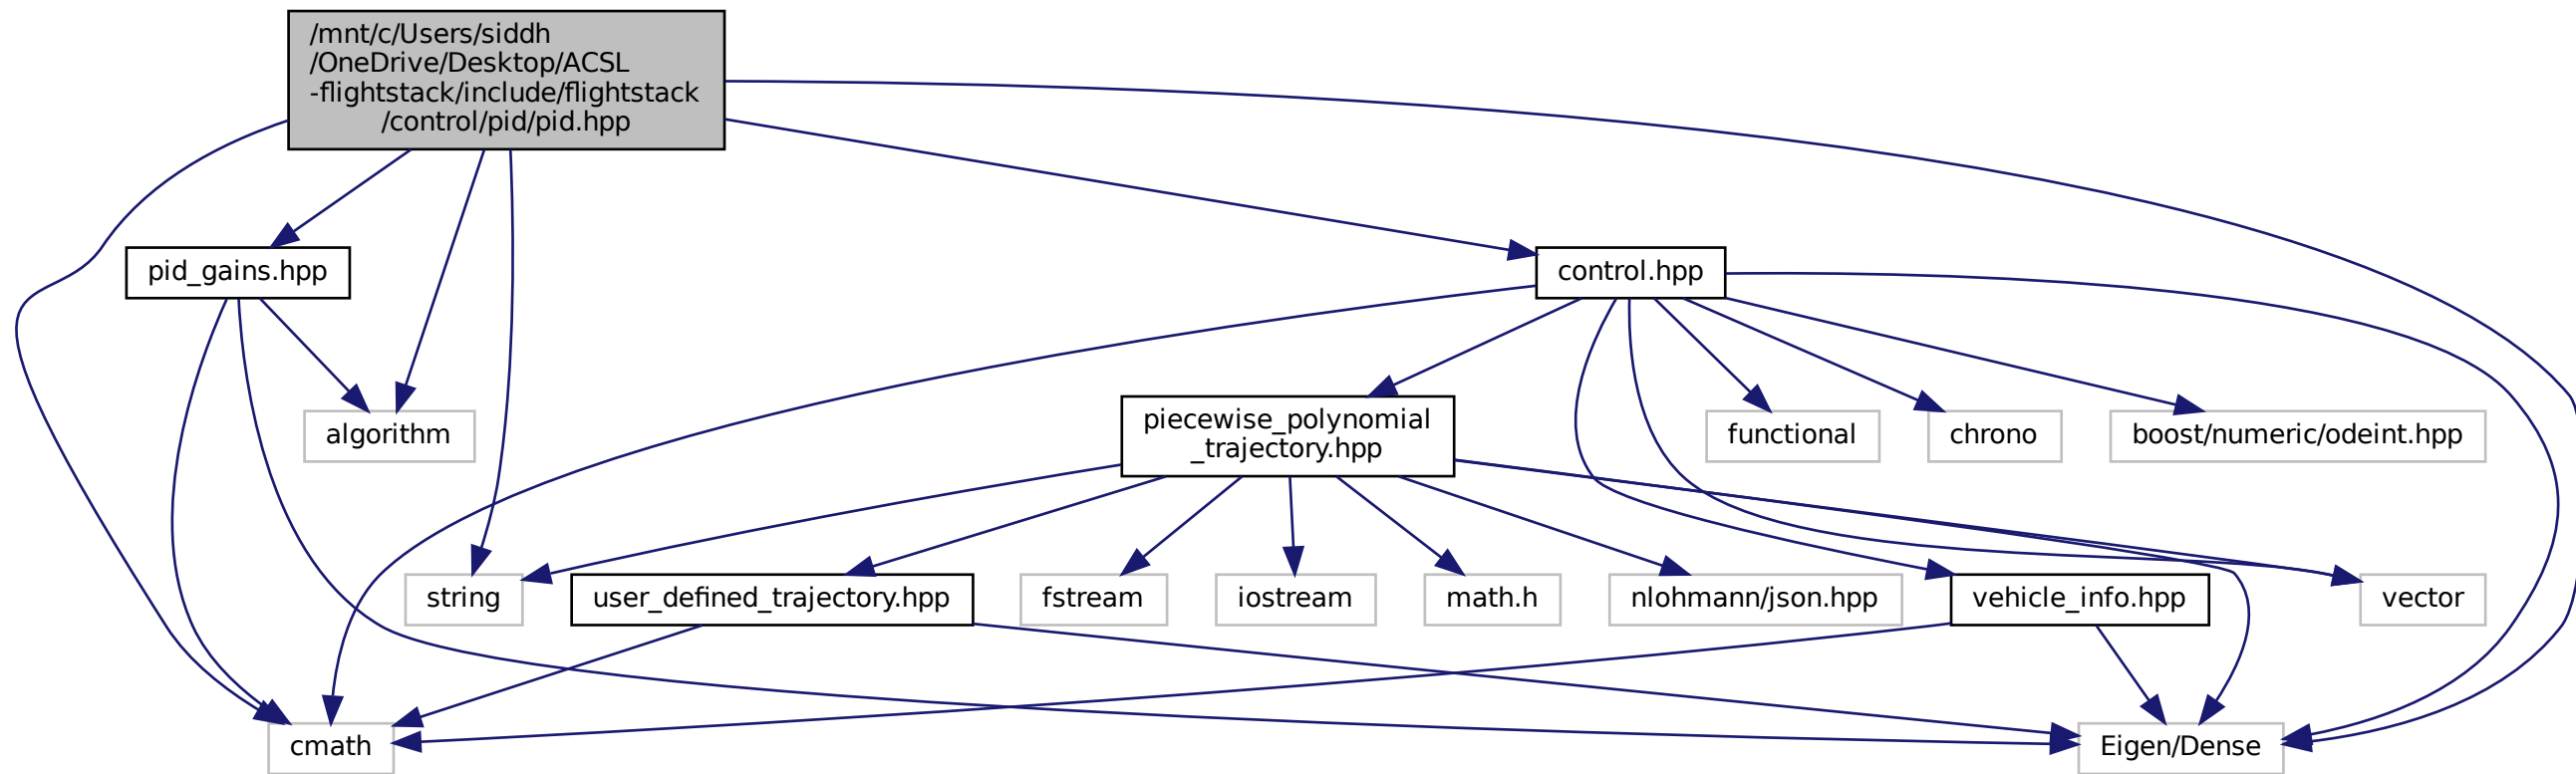 /mnt/c/Users/siddh
/OneDrive/Desktop/ACSL
-flightstack/include/flightstack
/control/pid/pid.hpp
pid_gains.hpp
control.hpp
algorithm
piecewise_polynomial
_trajectory.hpp
functional
chrono
boost/numeric/odeint.hpp
string
user_defined_trajectory.hpp
fstream
iostream
math.h
nlohmann/json.hpp
vehicle_info.hpp
vector
cmath
Eigen/Dense